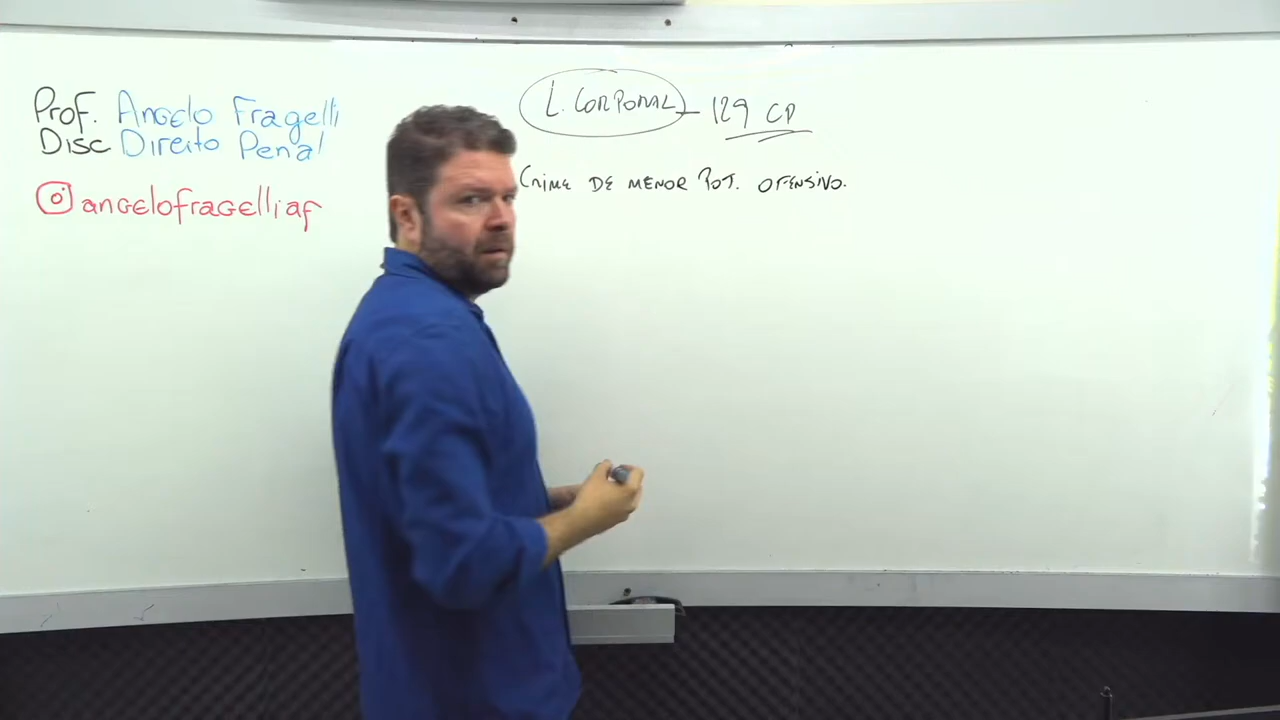 Prof. Angelo Fragelli
Disc Direito Penal
angelofragelliaf
L. CORPORAL — 129 CP
CRIME DE MENOR POT. OFENSIVO.